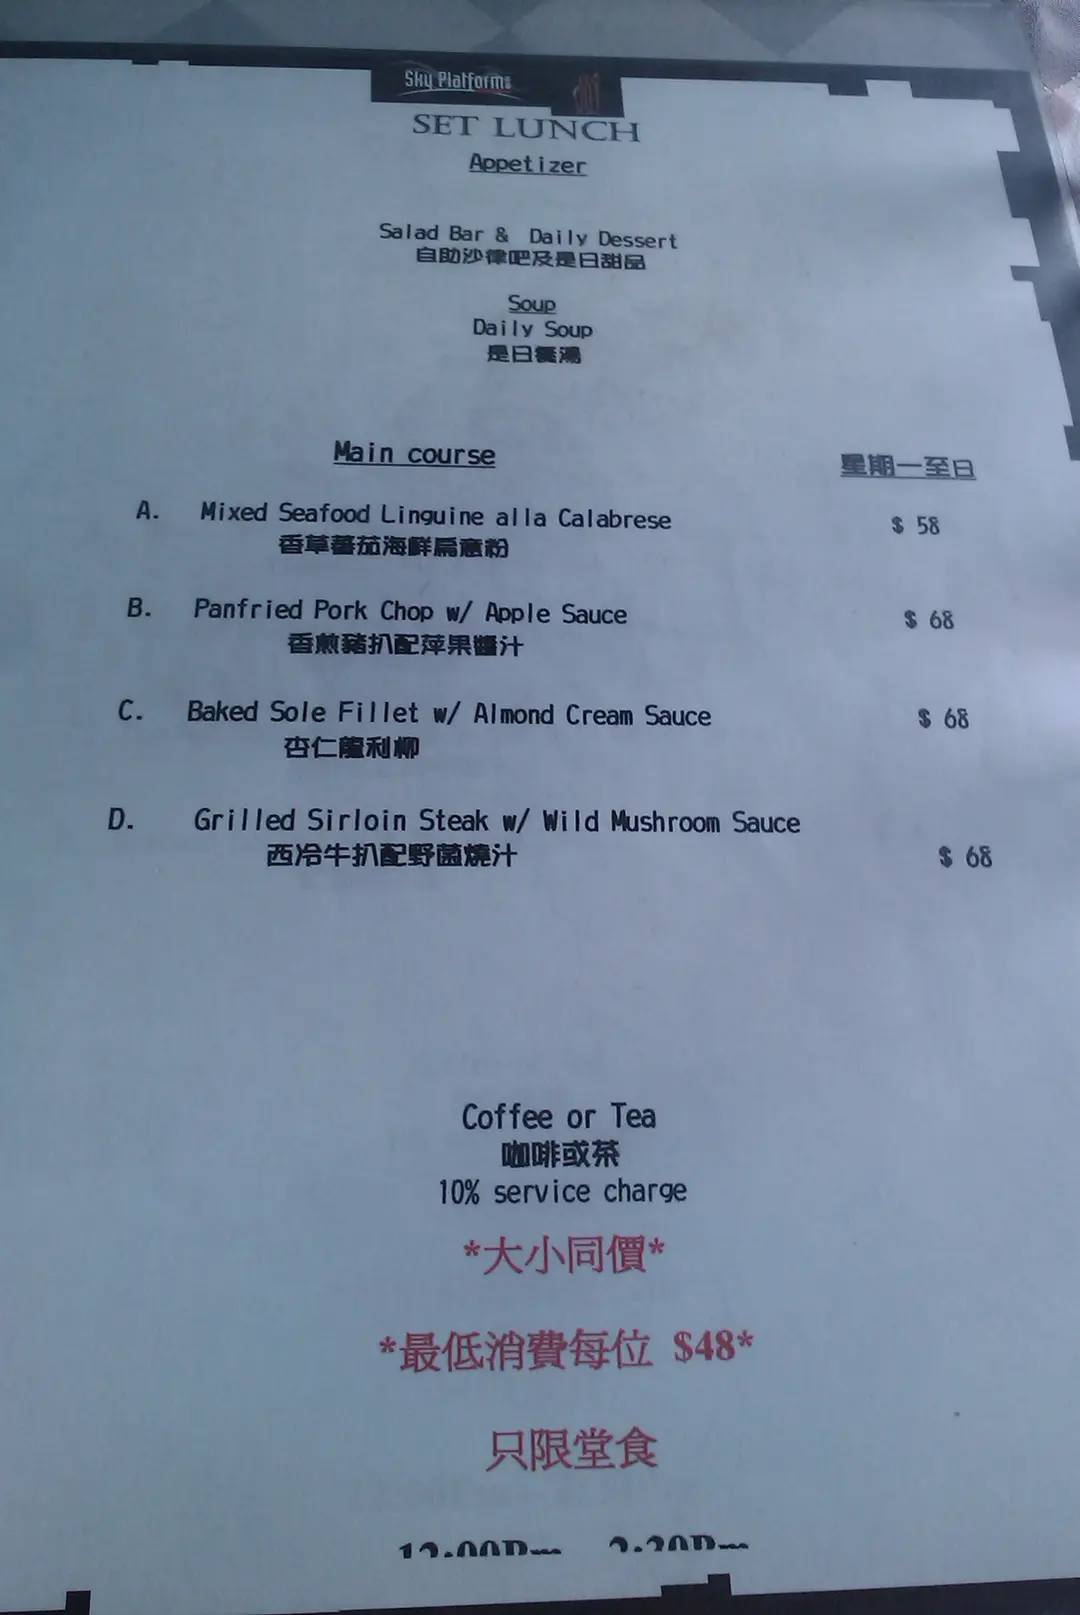 Sky Platforms
SET LUNCH
Appetizer
Salad Bar & Daily Dessert
自助沙律吧及是日甜品
Soup
Daily Soup
是日餐湯
Main course
星期一至日
A. Mixed Seafood Linguine alla Calabrese
$ 58
香草蕃茄海鮮扁意粉
B. Panfried Pork Chop w/ Apple Sauce
$ 68
香煎豬扒配萍果醬汁
C. Baked Sole Fillet w/ Almond Cream Sauce
$ 68
杏仁龍利柳
D. Grilled Sirloin Steak w/ Wild Mushroom Sauce
西冷牛扒配野菌燒汁
$ 68
Coffee or Tea
咖啡或茶
10% service charge
*大小同價*
*最低消費每位 $48*
只限堂食